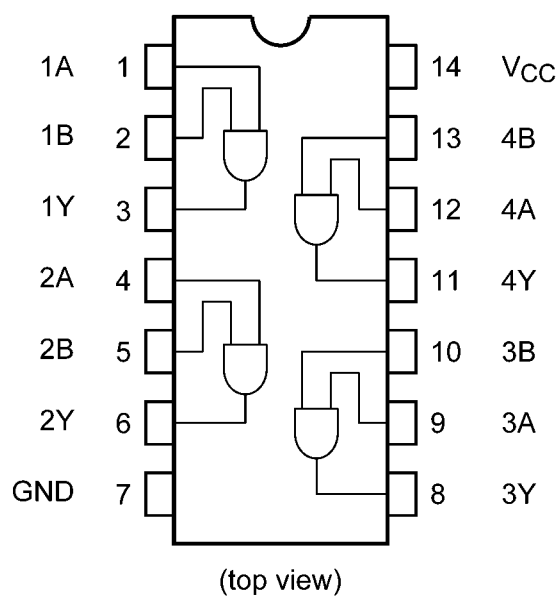 1A 1 14 VCC
1B 2 13 4B
1Y 3 12 4A
2A 4 11 4Y
2B 5 10 3B
2Y 6 9 3A
GND 7 8 3Y
(top view)